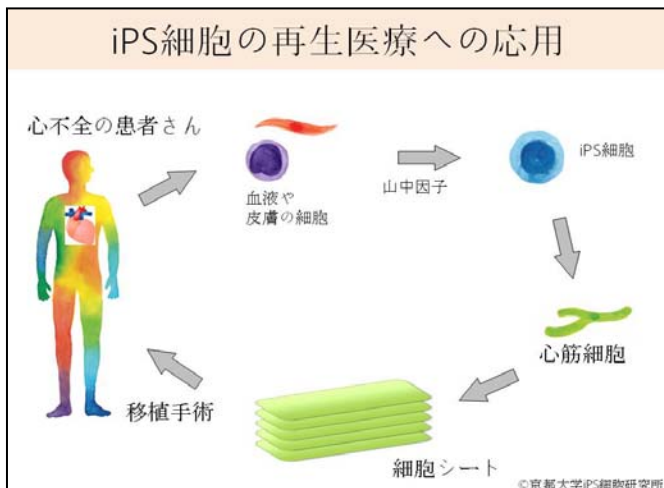 iPS細胞の再生医療への応用
心不全の患者さん
血液や
皮膚の細胞
山中因子
iPS細胞
心筋細胞
細胞シート
移植手術
©京都大学iPS細胞研究所